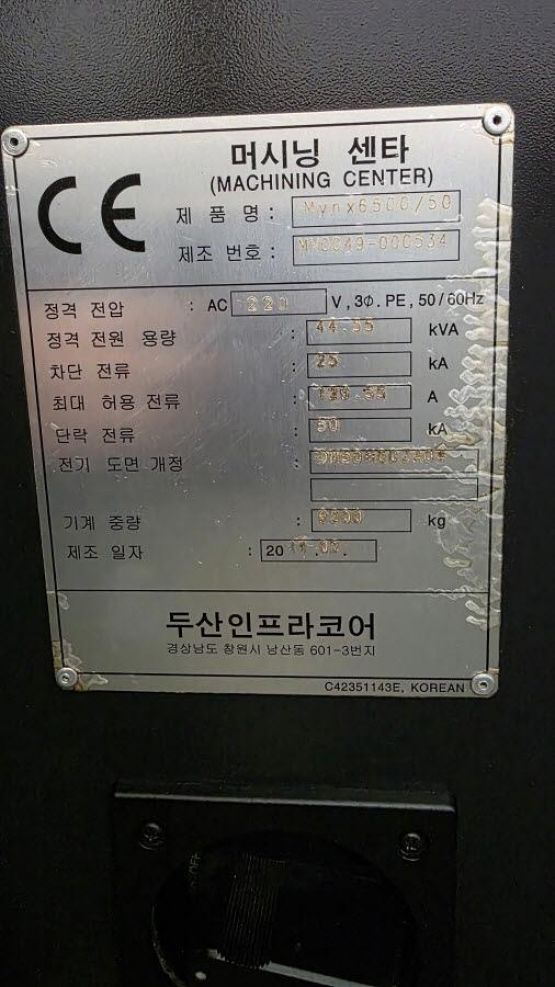 CE
머시닝 센타
(MACHINING CENTER)
제 품 명 : Mynx6500/50
제조 번호 :
정격 전압 : AC 220 V, 3Φ. PE, 50/60Hz
정격 전원 용량 : 44.55 kVA
차단 전류 : 25 kA
최대 허용 전류 : A
단락 전류 : 50 kA
전기 도면 개정 :
기계 중량 : kg
제조 일자 : 20
두산인프라코어
경상남도 창원시 남산동 601-3번지
C42351143E, KOREAN